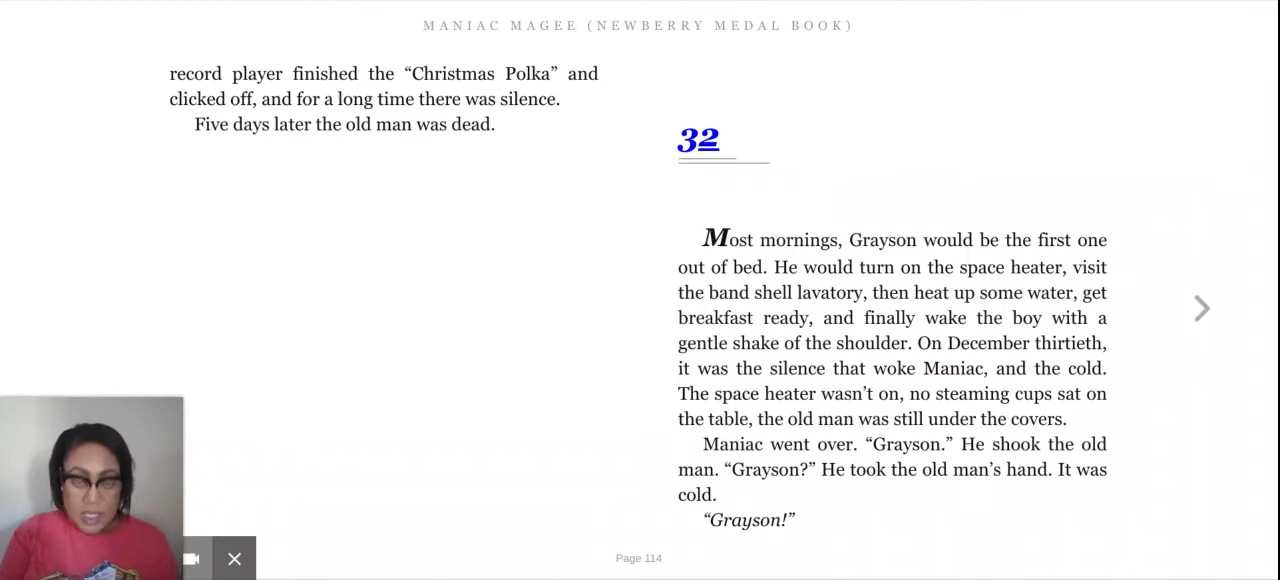 MANIAC MAGEE (NEWBERRY MEDAL BOOK)
record player finished the “Christmas Polka” and
clicked off, and for a long time there was silence.
Five days later the old man was dead.
32
Most mornings, Grayson would be the first one
out of bed. He would turn on the space heater, visit
the band shell lavatory, then heat up some water, get
breakfast ready, and finally wake the boy with a
gentle shake of the shoulder. On December thirtieth,
it was the silence that woke Maniac, and the cold.
The space heater wasn’t on, no steaming cups sat on
the table, the old man was still under the covers.
Maniac went over. “Grayson.” He shook the old
man. “Grayson?” He took the old man’s hand. It was
cold.
“Grayson!”
Page 114